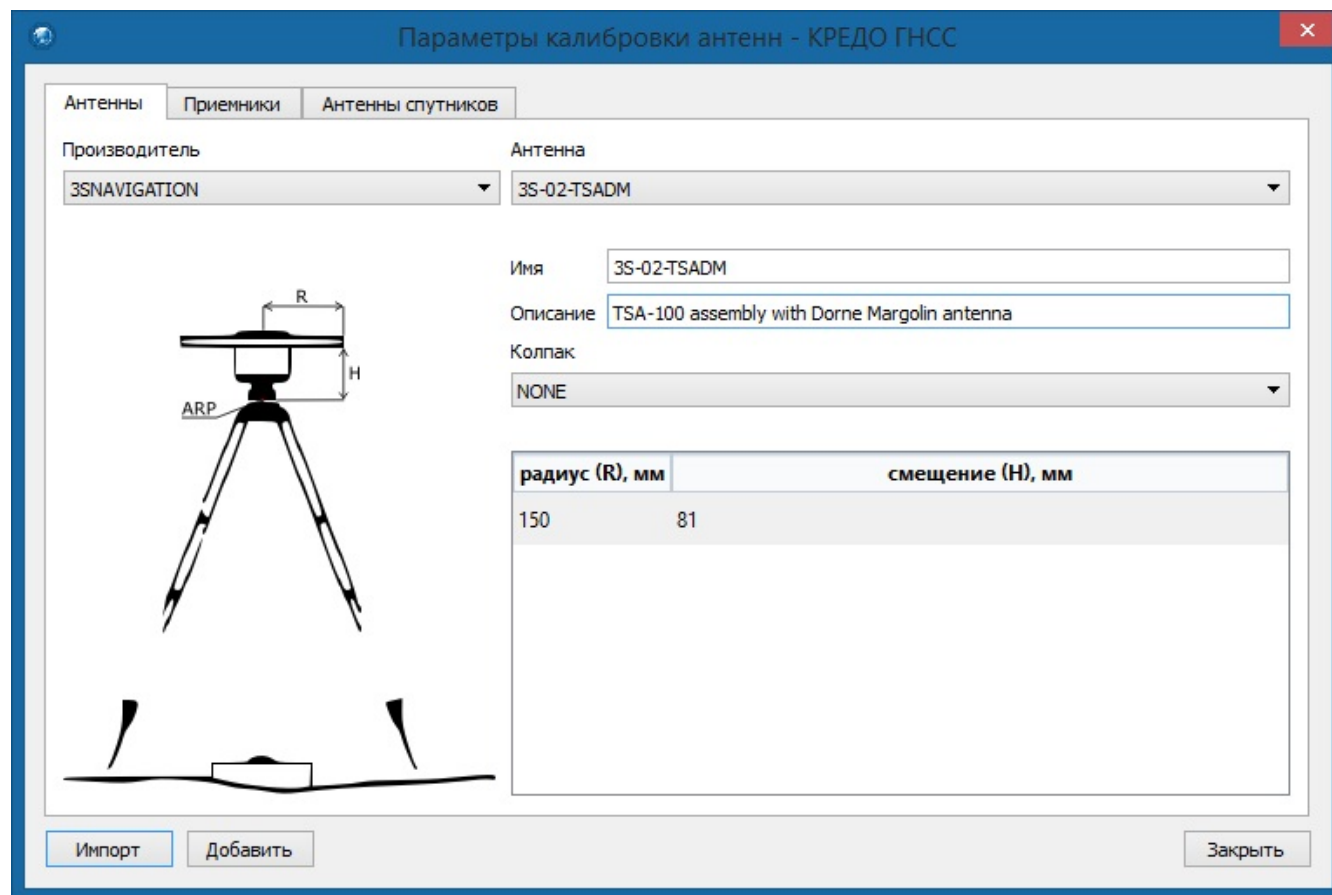 Параметры калибровки антенн - КРЕДО ГНСС
Антенны Приемники Антенны спутников
Производитель Антенна
3SNAVIGATION 3S-02-TSADM
Имя 3S-02-TSADM
Описание TSA-100 assembly with Dorne Margolin antenna
Колпак
NONE
R
H
ARP
радиус (R), мм смещение (H), мм
150 81
Импорт Добавить Закрыть